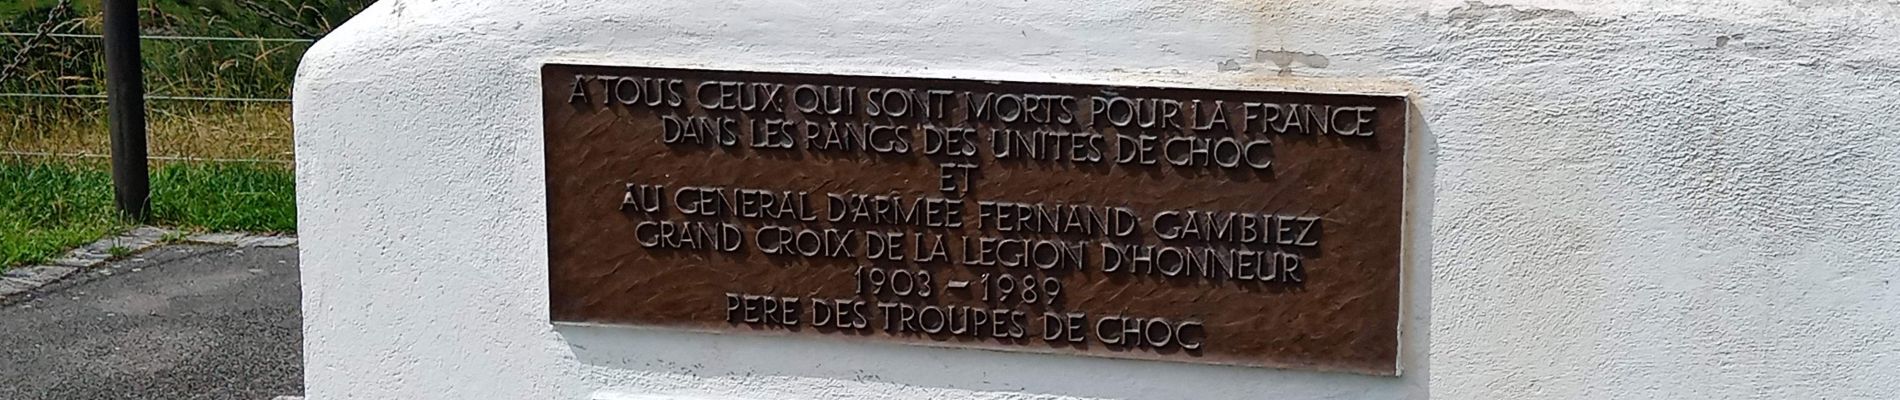 A TOUS CEUX QUI SONT MORTS POUR LA FRANCE
DANS LES RANGS DES UNITES DE CHOC
ET
AU GENERAL D'ARMEE FERNAND GAMBIEZ
GRAND CROIX DE LA LEGION D'HONNEUR
1903 - 1989
PERE DES TROUPES DE CHOC